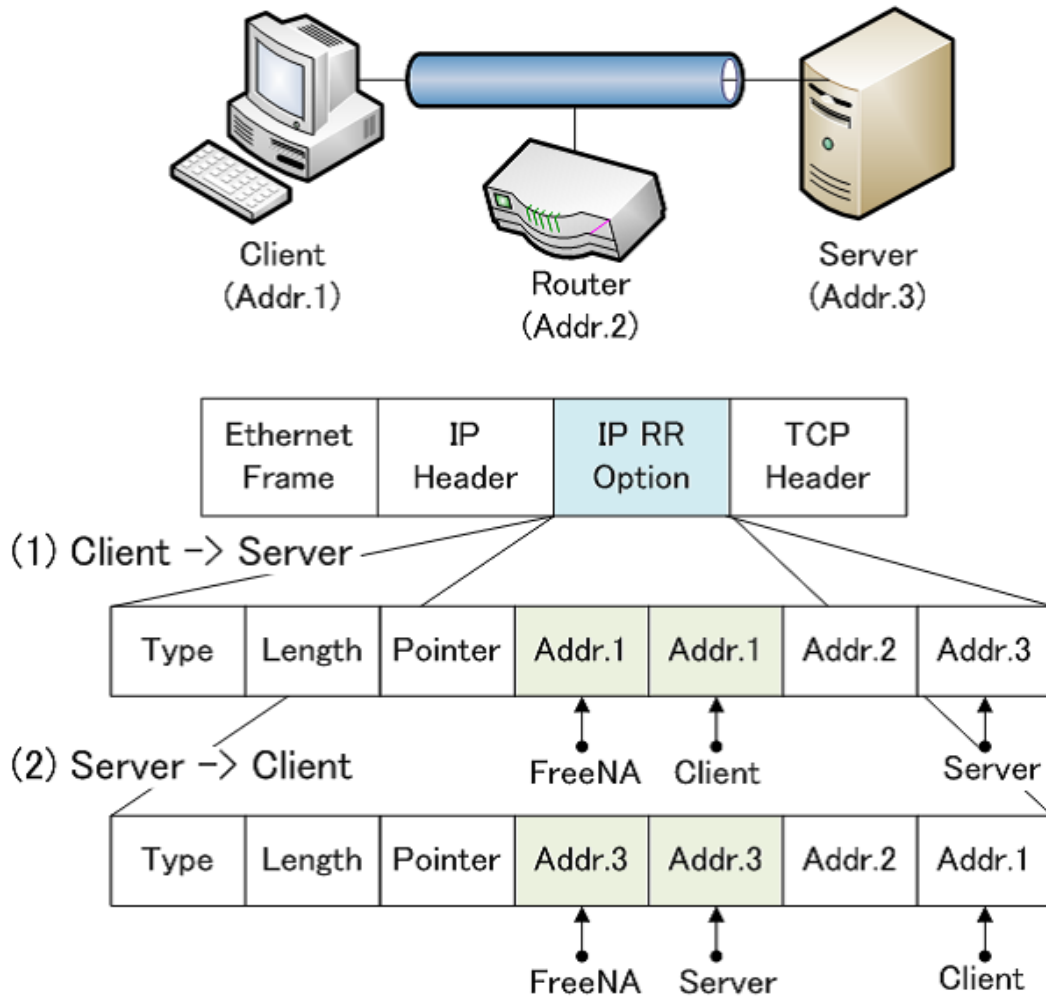 Client
(Addr.1)
Router
(Addr.2)
Server
(Addr.3)
Ethernet
Frame
IP
Header
IP RR
Option
TCP
Header
(1) Client -> Server
Type Length Pointer Addr.1 Addr.1 Addr.2 Addr.3
FreeNA Client Server
(2) Server -> Client
Type Length Pointer Addr.3 Addr.3 Addr.2 Addr.1
FreeNA Server Client